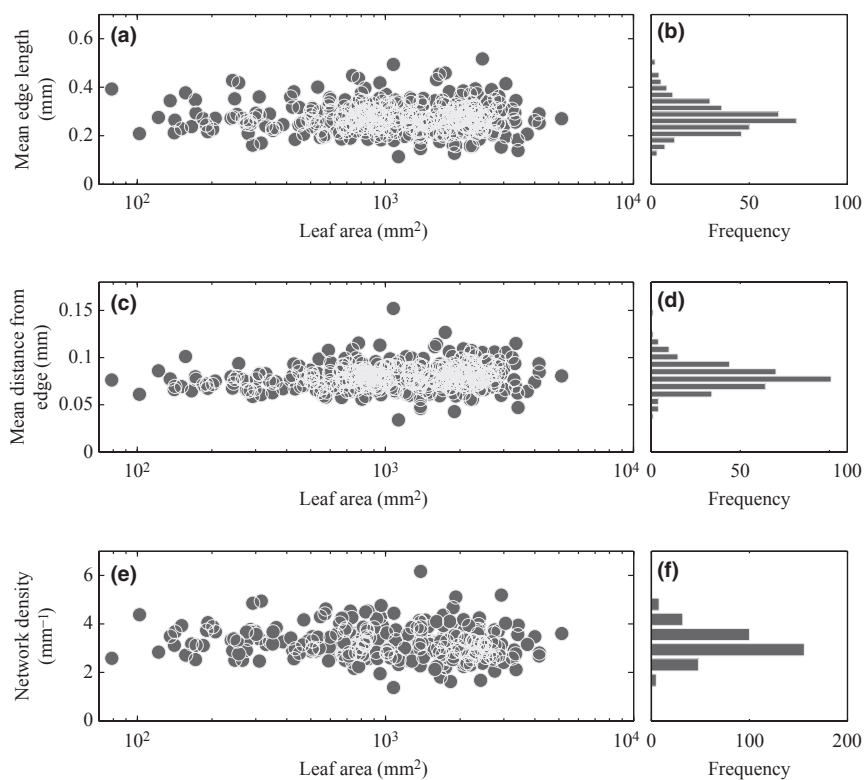 (a)
(b)
Mean edge length
(mm)
0.6
0.4
0.2
0
10²
10³
10⁴
Leaf area (mm²)
0
50
100
Frequency
(c)
(d)
Mean distance from
edge (mm)
0.15
0.1
0.05
0
10²
10³
10⁴
Leaf area (mm²)
0
50
100
Frequency
(e)
(f)
Network density
(mm⁻¹)
6
4
2
0
10²
10³
10⁴
Leaf area (mm²)
0
100
200
Frequency